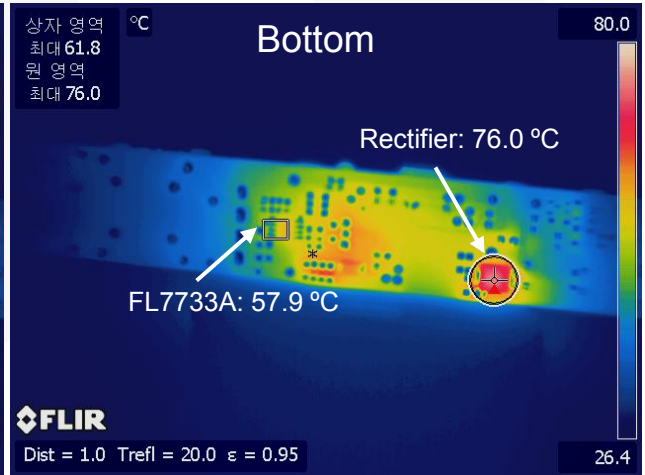 상자 영역 °C
최대 61.8
원 영역
최대 76.0
Bottom
80.0
Rectifier: 76.0 ºC
FL7733A: 57.9 ºC
FLIR
Dist = 1.0 Trefl = 20.0 ε = 0.95
26.4